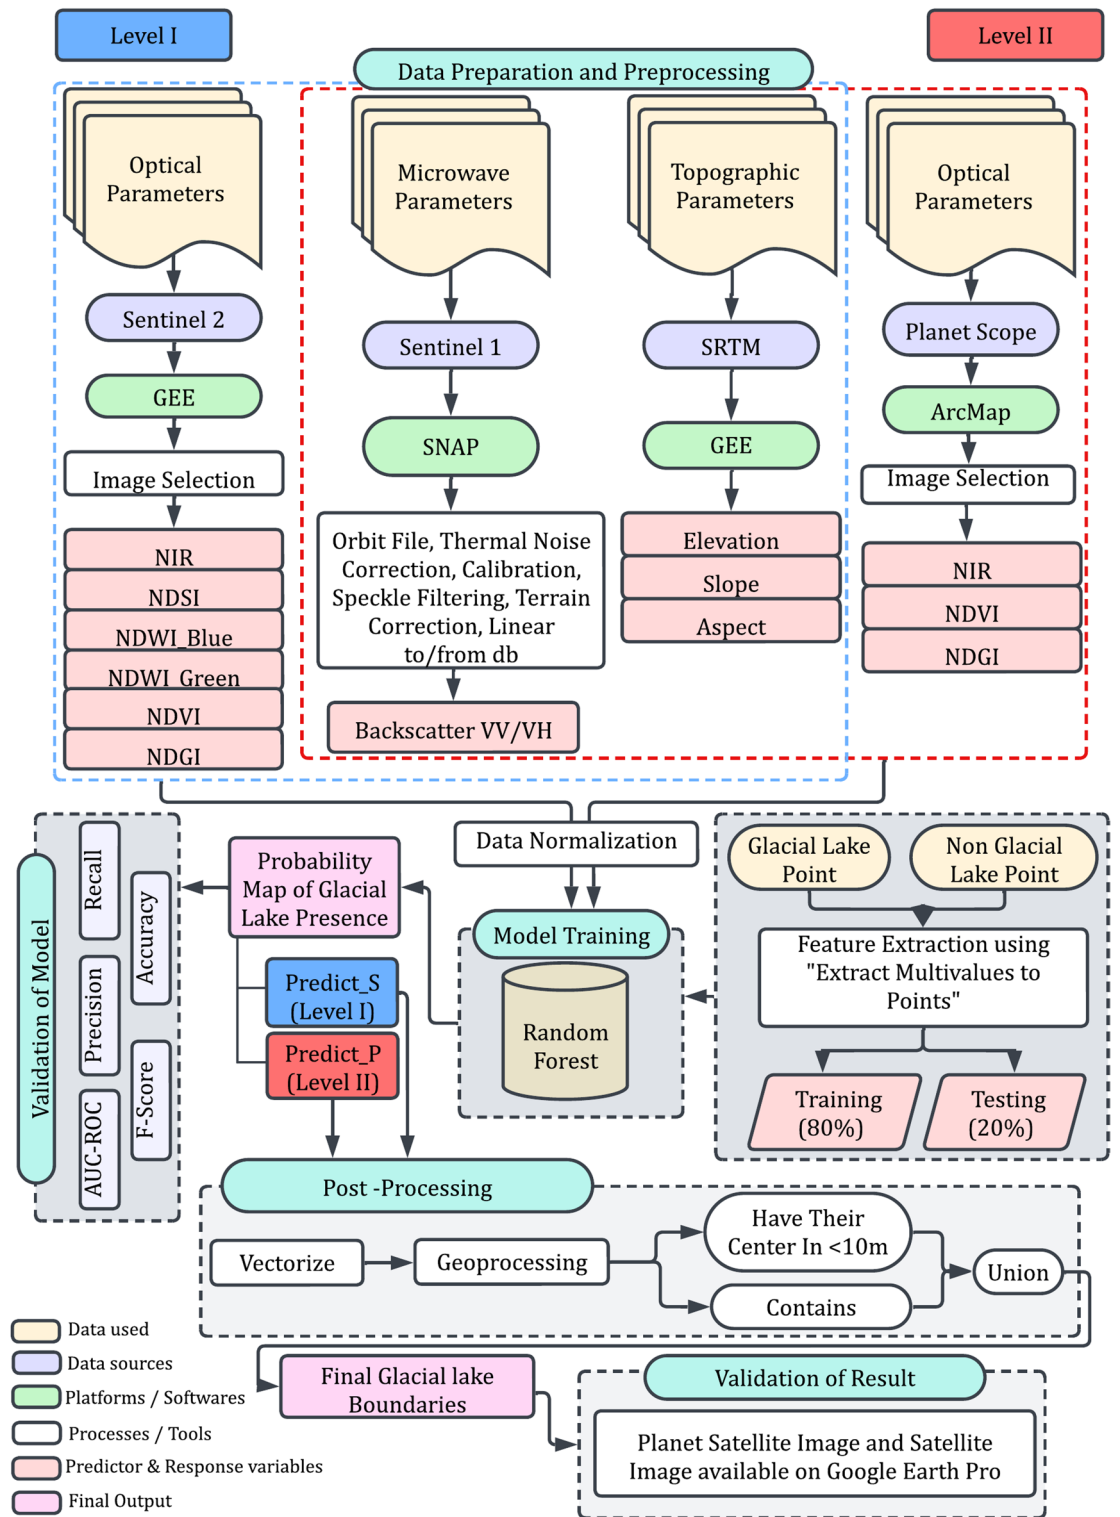 Level I
Level II
Data Preparation and Preprocessing
Optical
Parameters
Sentinel 2
GEE
Image Selection
NIR
NDSI
NDWI_Blue
NDWI_Green
NDVI
NDGI
Microwave
Parameters
Sentinel 1
SNAP
Orbit File, Thermal Noise
Correction, Calibration,
Speckle Filtering, Terrain
Correction, Linear
to/from db
Backscatter VV/VH
Topographic
Parameters
SRTM
GEE
Elevation
Slope
Aspect
Optical
Parameters
Planet Scope
ArcMap
Image Selection
NIR
NDVI
NDGI
Data Normalization
Validation of Model
Recall
Precision
AUC-ROC
Accuracy
F-Score
Probability
Map of Glacial
Lake Presence
Predict_S
(Level I)
Predict_P
(Level II)
Model Training
Random
Forest
Glacial Lake
Point
Non Glacial
Lake Point
Feature Extraction using
"Extract Multivalues to
Points"
Training
(80%)
Testing
(20%)
Post -Processing
Vectorize
Geoprocessing
Have Their
Center In <10m
Contains
Union
Final Glacial lake
Boundaries
Validation of Result
Planet Satellite Image and Satellite
Image available on Google Earth Pro
Data used
Data sources
Platforms / Softwares
Processes / Tools
Predictor & Response variables
Final Output